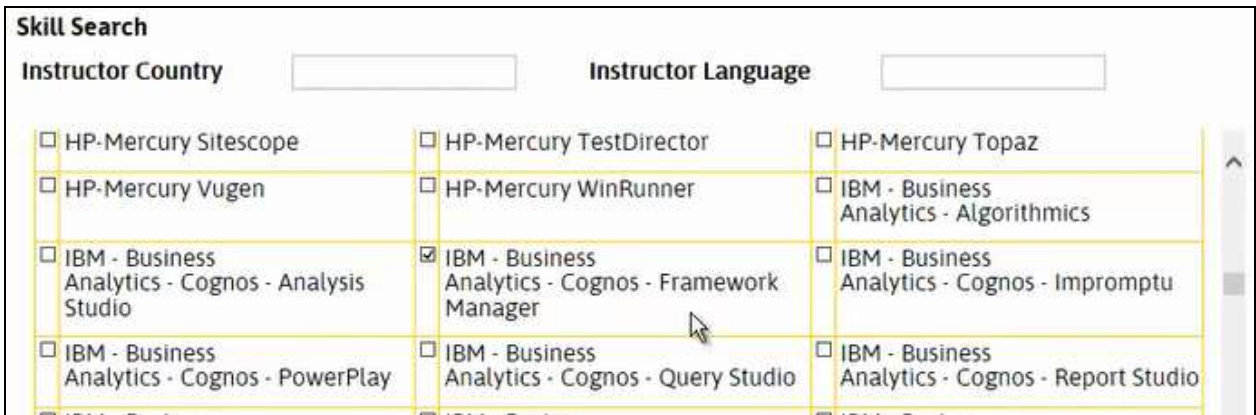 Skill Search
Instructor Country Instructor Language
HP-Mercury Sitescope HP-Mercury TestDirector HP-Mercury Topaz
HP-Mercury Vugen HP-Mercury WinRunner IBM - Business
Analytics - Algorithmics
IBM - Business IBM - Business IBM - Business
Analytics - Cognos - Analysis Analytics - Cognos - Framework Analytics - Cognos - Impromptu
Studio Manager
IBM - Business IBM - Business IBM - Business
Analytics - Cognos - PowerPlay Analytics - Cognos - Query Studio Analytics - Cognos - Report Studio